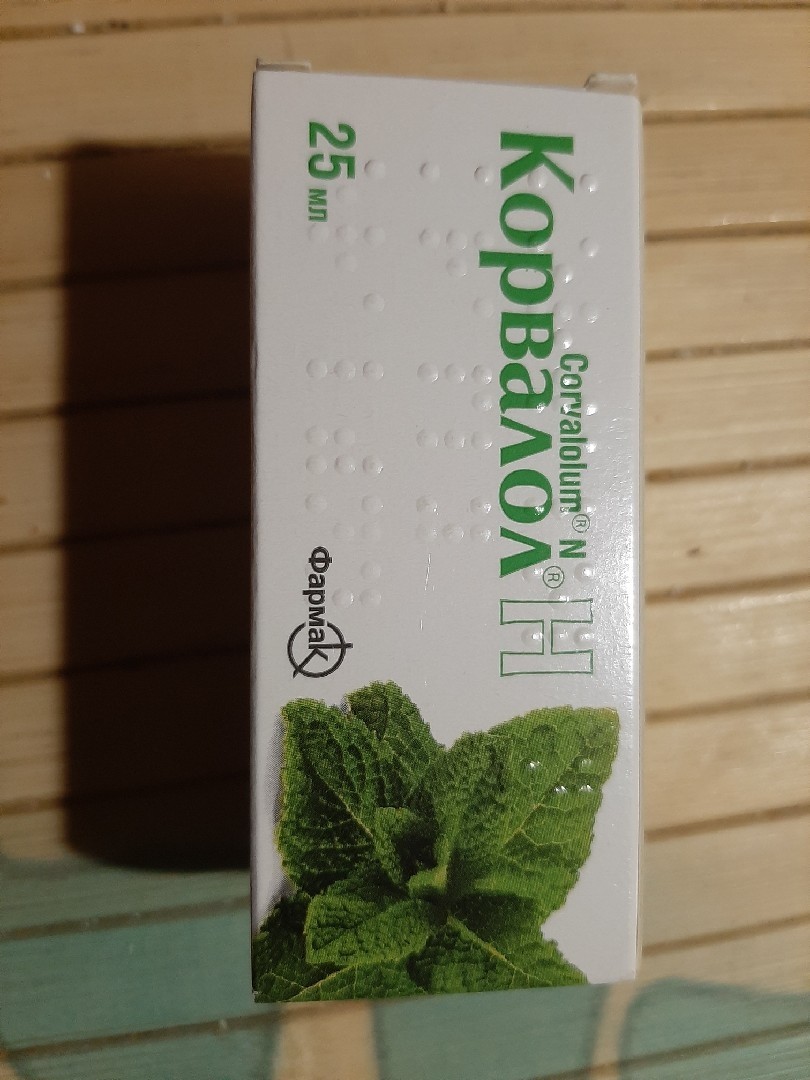 Corvalolum® N
Корвалол® Н
25 мл
Фармак